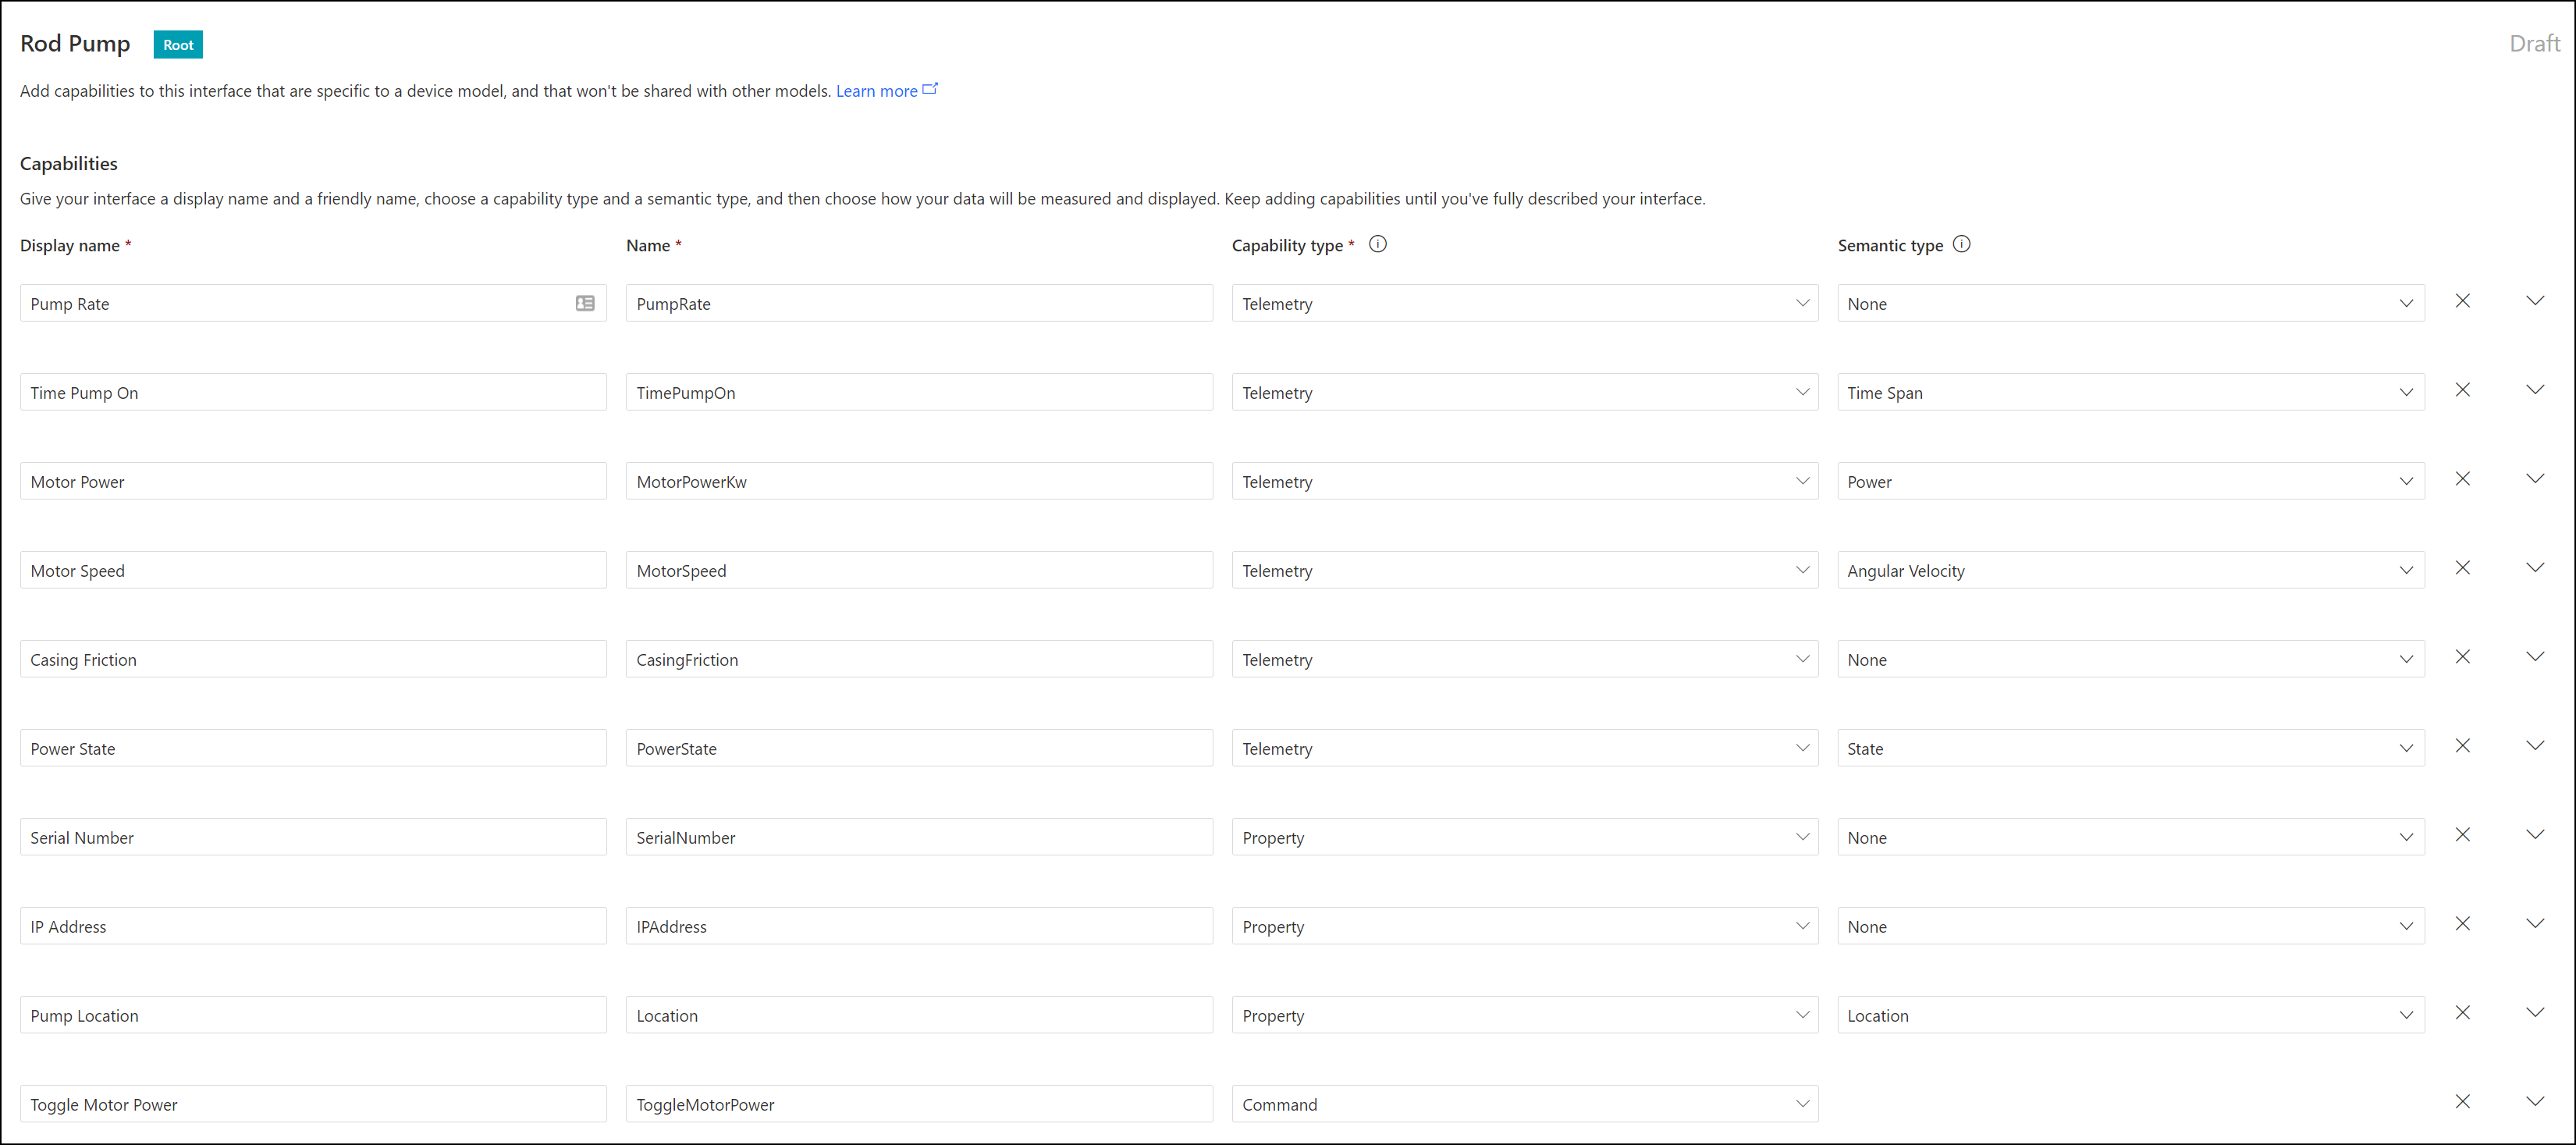 Rod Pump Root Draft
Add capabilities to this interface that are specific to a device model, and that won't be shared with other models. Learn more
Capabilities
Give your interface a display name and a friendly name, choose a capability type and a semantic type, and then choose how your data will be measured and displayed. Keep adding capabilities until you've fully described your interface.
Display name * Name * Capability type * Semantic type
Pump Rate PumpRate Telemetry None
Time Pump On TimePumpOn Telemetry Time Span
Motor Power MotorPowerKw Telemetry Power
Motor Speed MotorSpeed Telemetry Angular Velocity
Casing Friction CasingFriction Telemetry None
Power State PowerState Telemetry State
Serial Number SerialNumber Property None
IP Address IPAddress Property None
Pump Location Location Property Location
Toggle Motor Power ToggleMotorPower Command